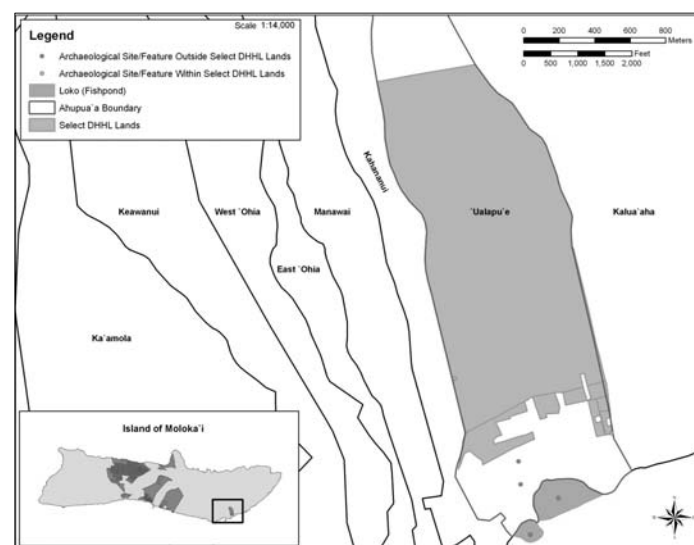 Scale 1:14,000
Legend
Archaeological Site/Feature Outside Select DHHL Lands
Archaeological Site/Feature Within Select DHHL Lands
Loko (Fishpond)
Ahupua`a Boundary
Select DHHL Lands
0 200 400 600 800
Meters
Feet
0 500 1,000 1,500 2,000
Kahananui
Keawanui
West `Ohia
Manawai
`Ualapu`e
Kalua`aha
East `Ohia
Ka`amola
Island of Moloka`i